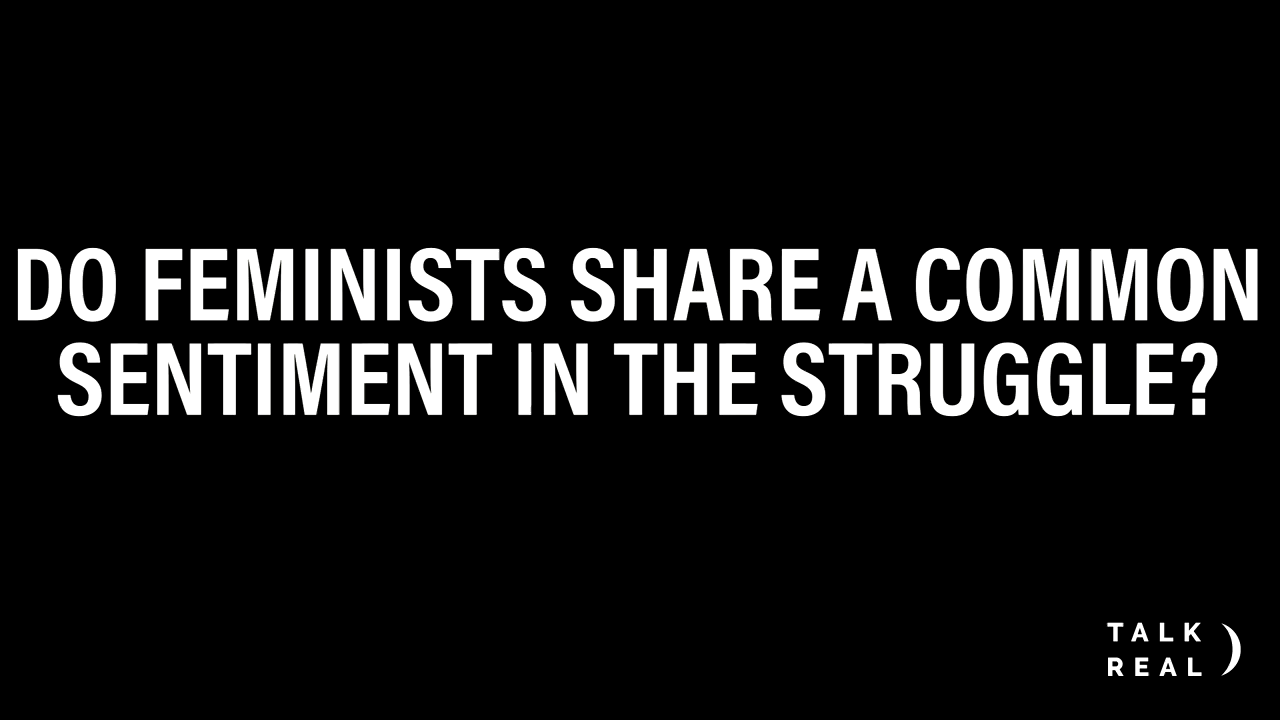 DO FEMINISTS SHARE A COMMON
SENTIMENT IN THE STRUGGLE?
TALK
REAL